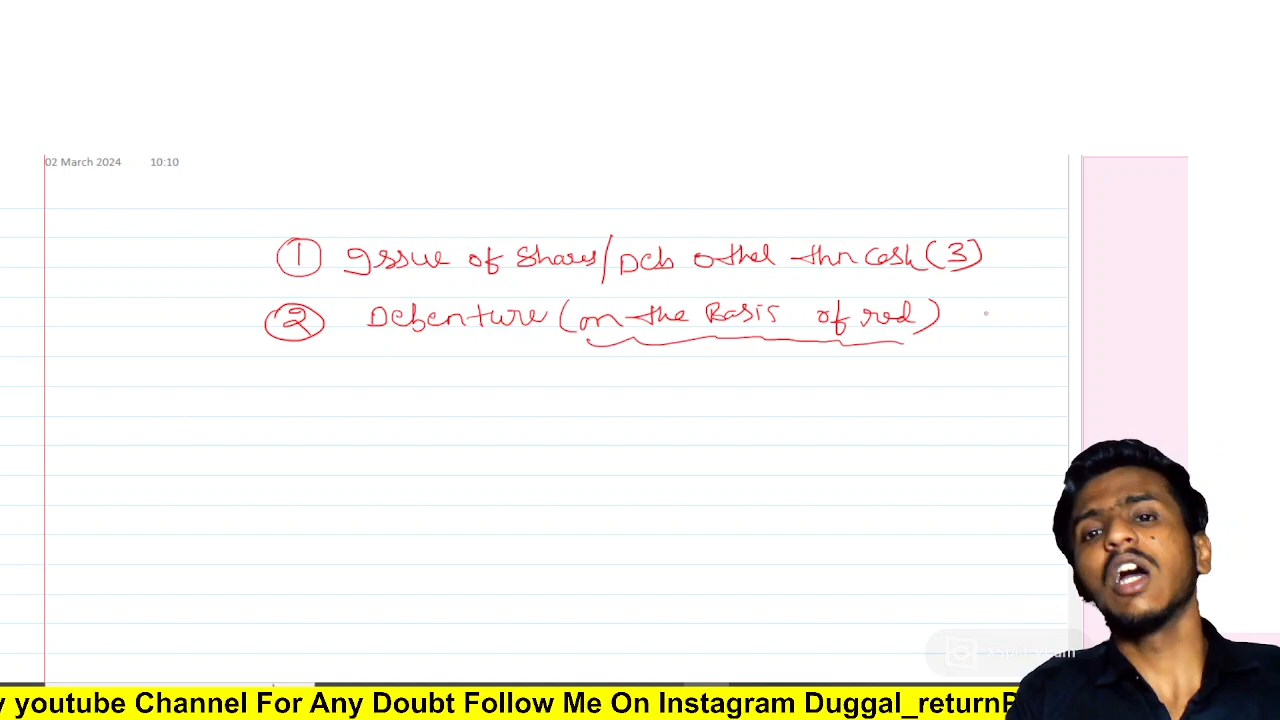 02 March 2024 10:10
① Issue of Shares/Deb other thn Cash (3)
② Debenture (on the Basis of red)
youtube Channel For Any Doubt Follow Me On Instagram Duggal_return